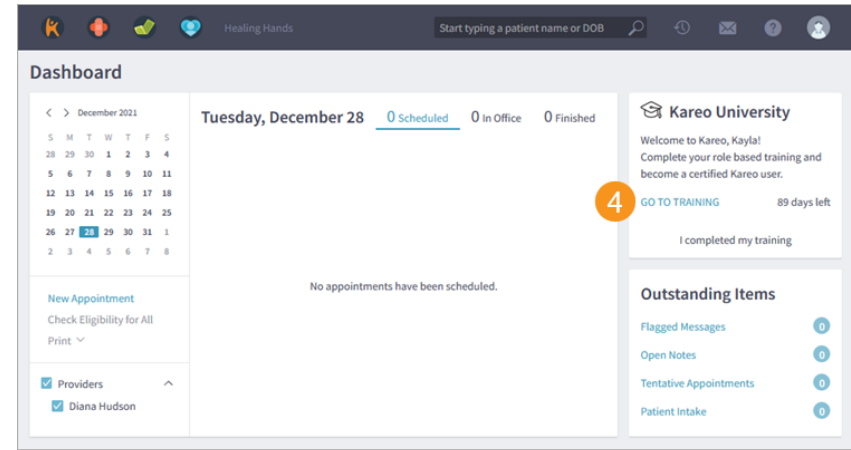 Healing Hands
Start typing a patient name or DOB
Dashboard
December 2021
S M T W T F S
28 29 30 1 2 3 4
5 6 7 8 9 10 11
12 13 14 15 16 17 18
19 20 21 22 23 24 25
26 27 28 29 30 31 1
2 3 4 5 6 7 8
New Appointment
Check Eligibility for All
Print
Providers
Diana Hudson
Tuesday, December 28 0 Scheduled 0 In Office 0 Finished
No appointments have been scheduled.
Kareo University
Welcome to Kareo, Kayla!
Complete your role based training and
become a certified Kareo user.
4 GO TO TRAINING 89 days left
I completed my training
Outstanding Items
Flagged Messages 0
Open Notes 0
Tentative Appointments 0
Patient Intake 0